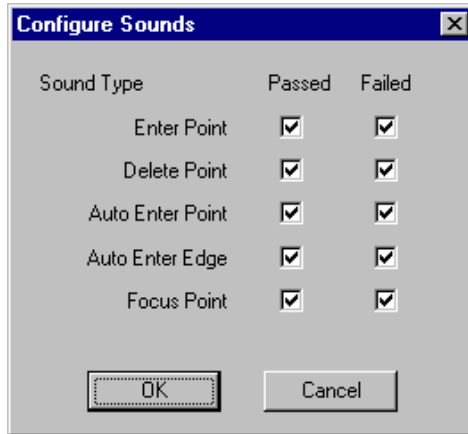 Configure Sounds
Sound Type Passed Failed
Enter Point
Delete Point
Auto Enter Point
Auto Enter Edge
Focus Point
OK Cancel